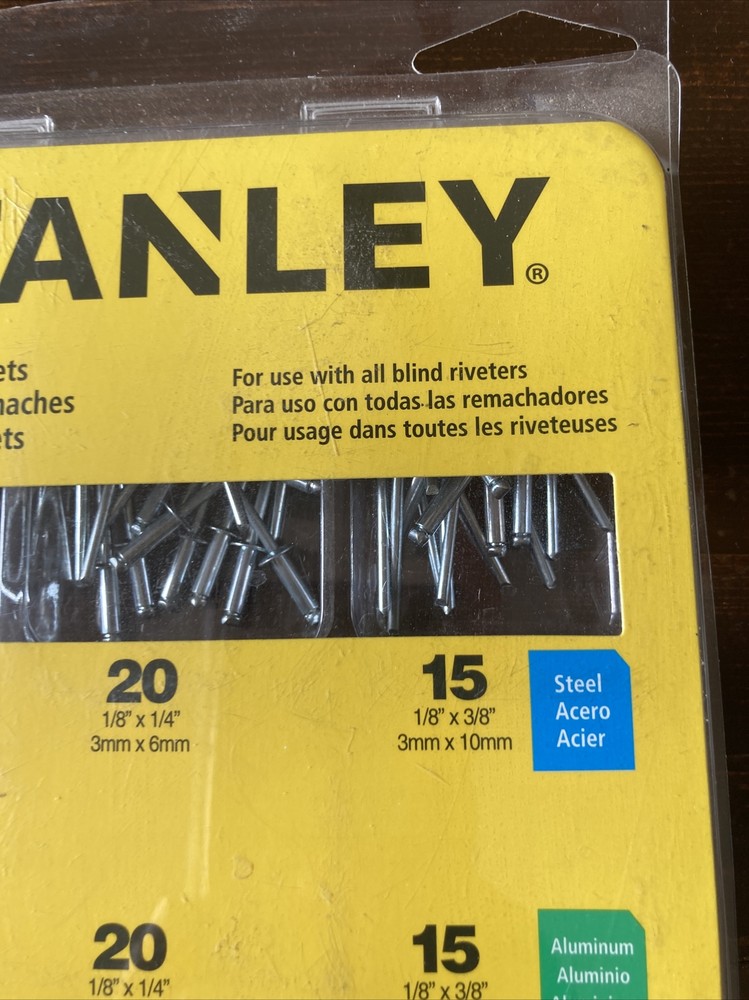 TANLEY®
ets
naches
ets
For use with all blind riveters
Para uso con todas las remachadores
Pour usage dans toutes les riveteuses
20
1/8” x 1/4”
3mm x 6mm
15
1/8” x 3/8”
3mm x 10mm
Steel
Acero
Acier
20
1/8” x 1/4”
15
1/8” x 3/8”
Aluminum
Aluminio